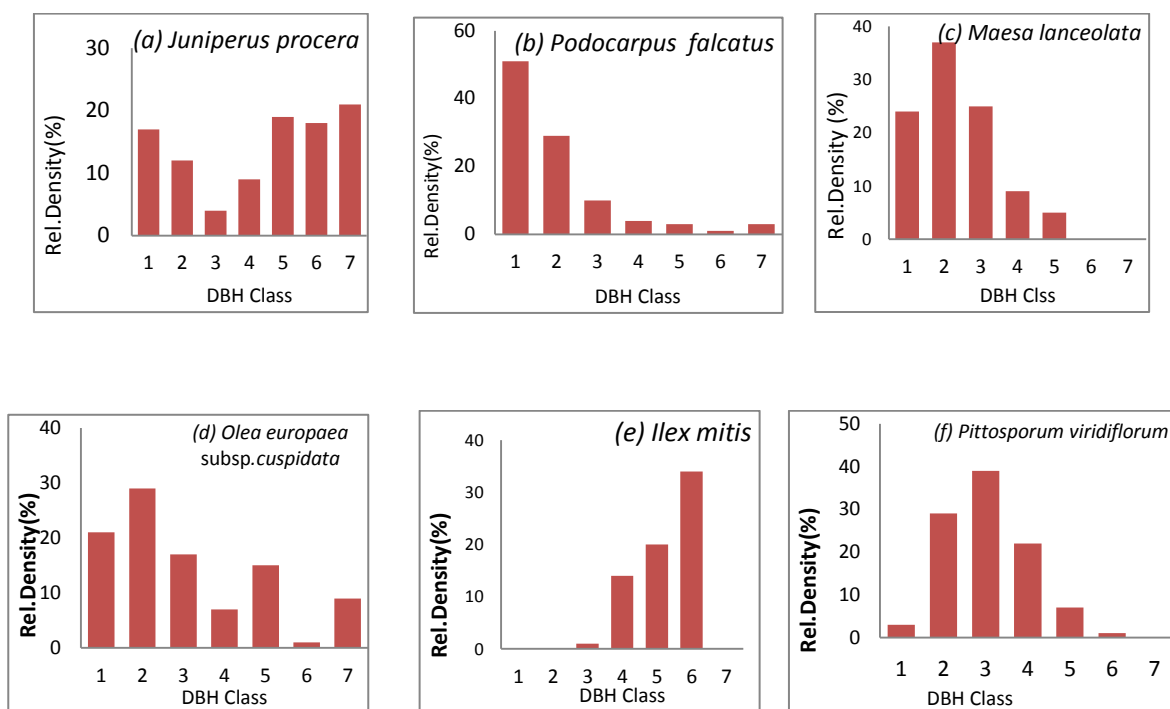 (a) Juniperus procera
30
20
10
0
Rel.Density(%)
1 2 3 4 5 6 7
DBH Class
(b) Podocarpus falcatus
60
40
20
0
Rel.Density(%)
1 2 3 4 5 6 7
DBH Class
(c) Maesa lanceolata
40
30
20
10
0
Rel.Density (%)
1 2 3 4 5 6 7
DBH Clss
(d) Olea europaea
subsp.cuspidata
40
30
20
10
0
Rel.Density(%)
1 2 3 4 5 6 7
DBH Class
(e) Ilex mitis
40
30
20
10
0
Rel.Density(%)
1 2 3 4 5 6 7
DBH Class
(f) Pittosporum viridiflorum
50
40
30
20
10
0
Rel.Density(%)
1 2 3 4 5 6 7
DBH Class